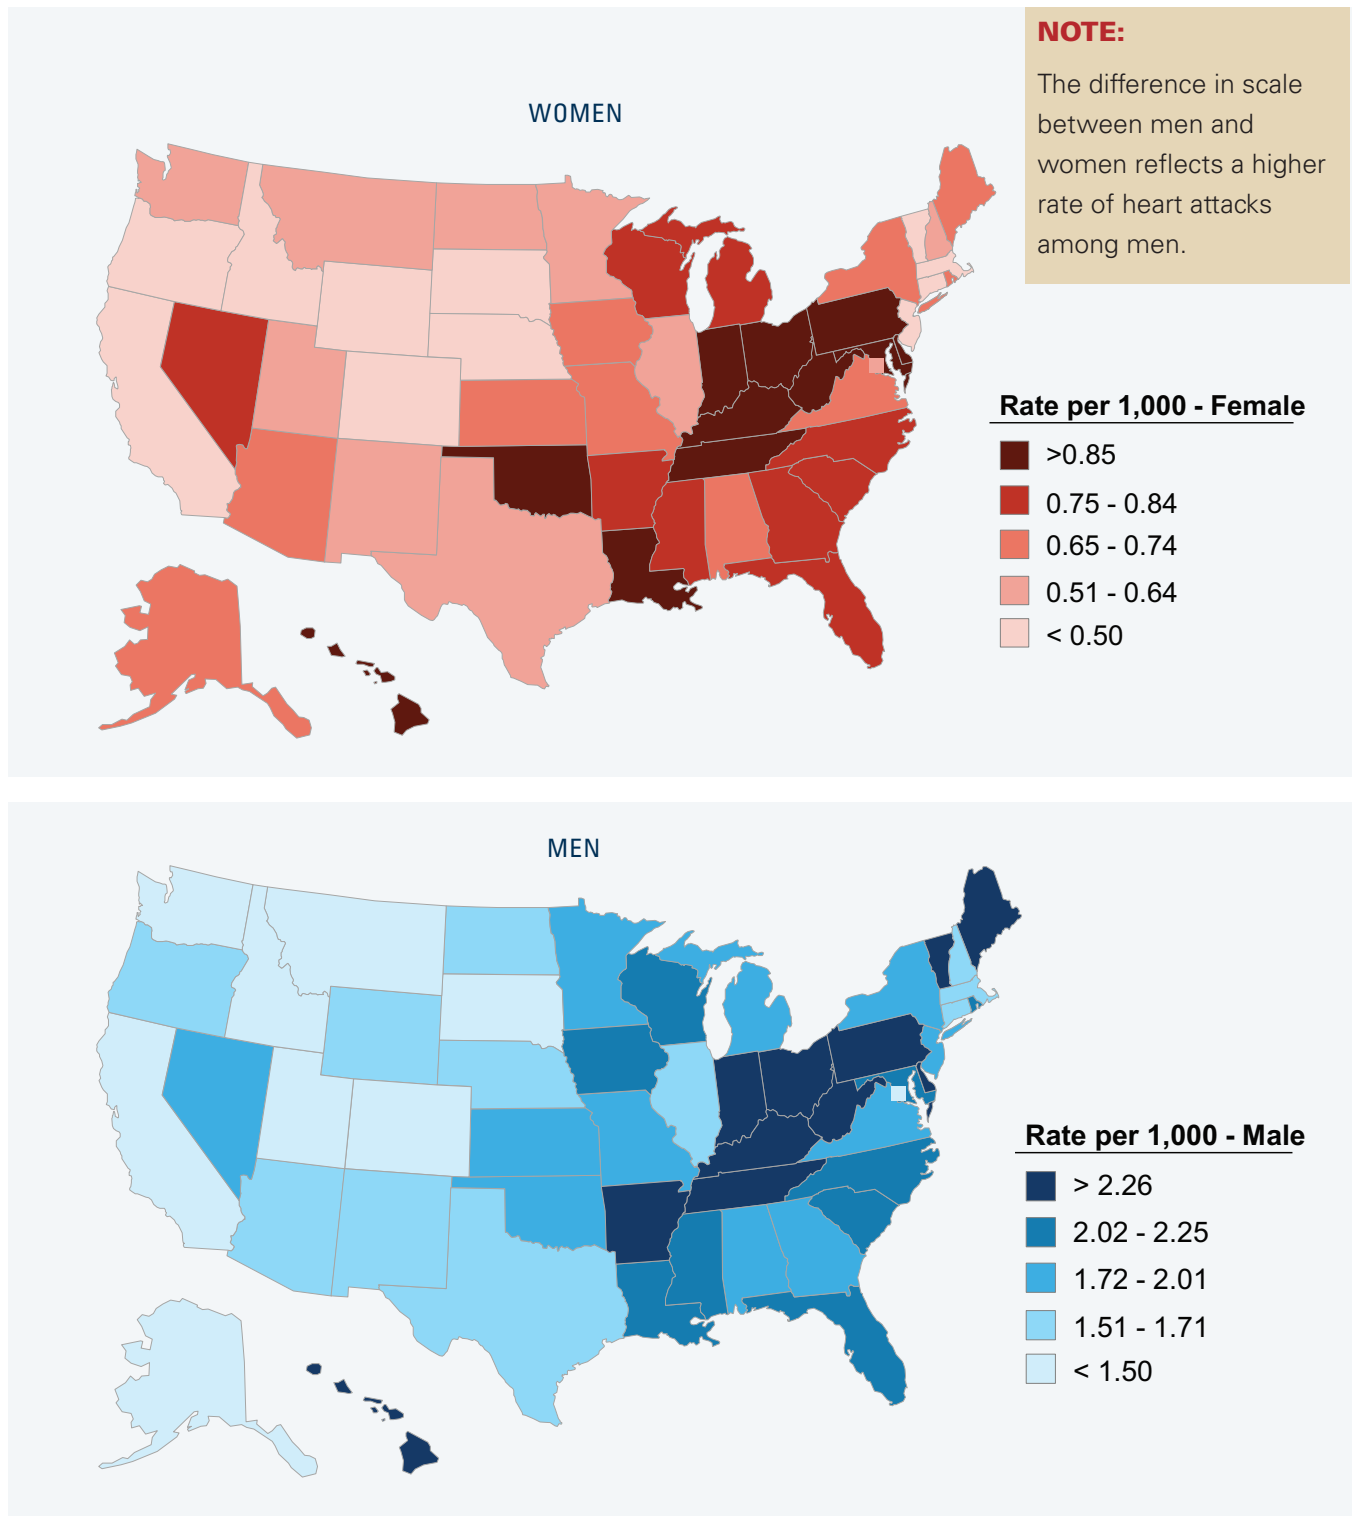 NOTE:
The difference in scale
between men and
women reflects a higher
rate of heart attacks
among men.
WOMEN
Rate per 1,000 - Female
>0.85
0.75 - 0.84
0.65 - 0.74
0.51 - 0.64
< 0.50
MEN
Rate per 1,000 - Male
> 2.26
2.02 - 2.25
1.72 - 2.01
1.51 - 1.71
< 1.50